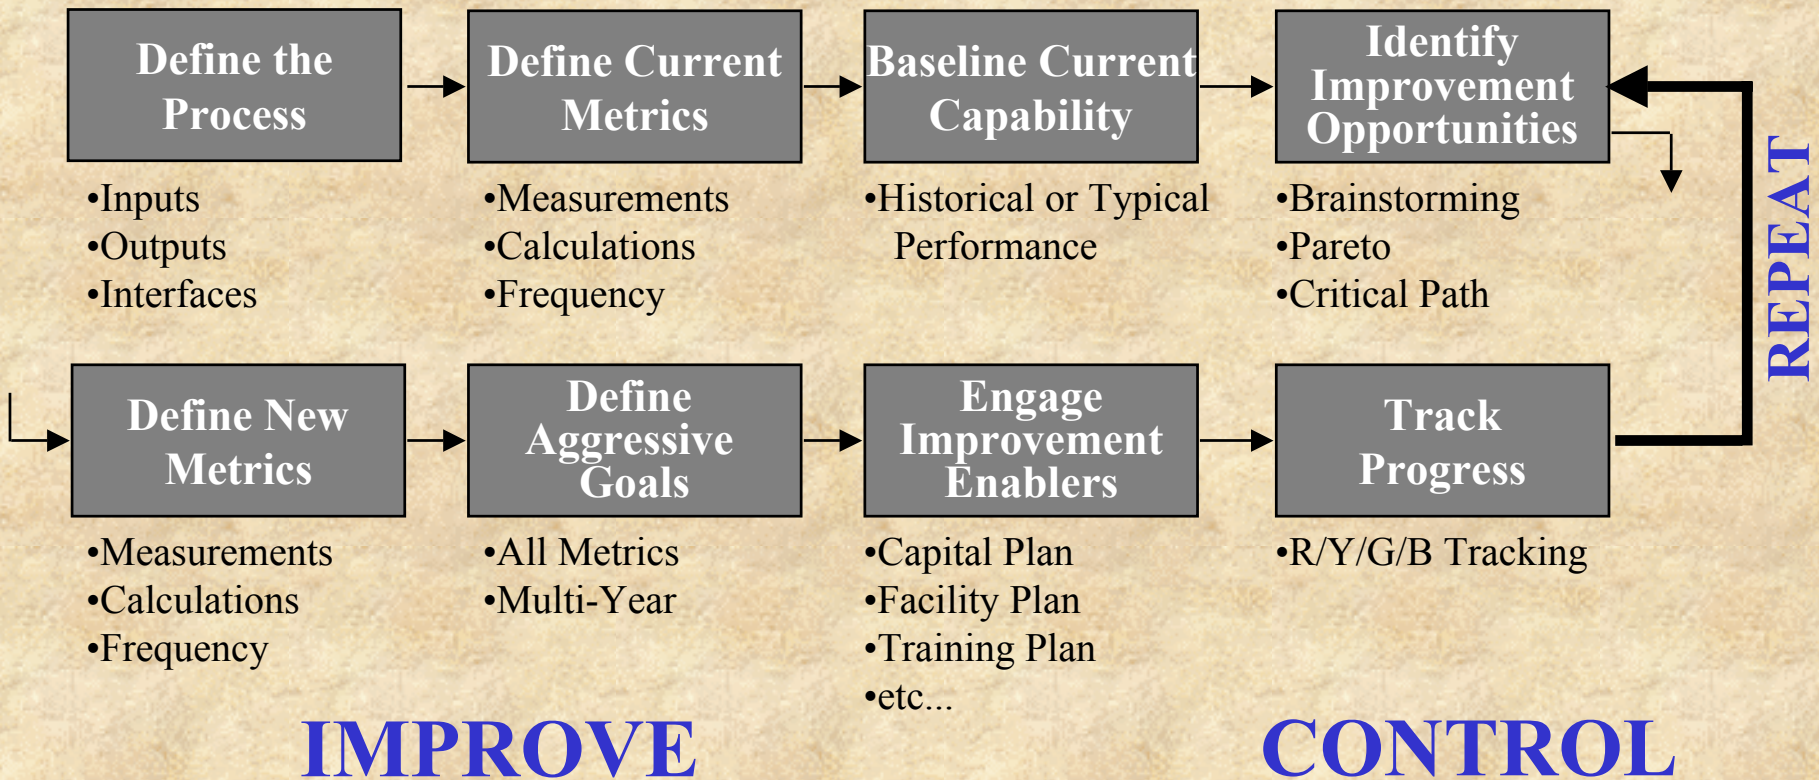 Define the
Process
•Inputs
•Outputs
•Interfaces
Define Current
Metrics
•Measurements
•Calculations
•Frequency
Baseline Current
Capability
•Historical or Typical
Performance
Identify
Improvement
Opportunities
•Brainstorming
•Pareto
•Critical Path
REPEAT
Define New
Metrics
•Measurements
•Calculations
•Frequency
Define
Aggressive
Goals
•All Metrics
•Multi-Year
Engage
Improvement
Enablers
•Capital Plan
•Facility Plan
•Training Plan
•etc...
Track
Progress
•R/Y/G/B Tracking
IMPROVE
CONTROL